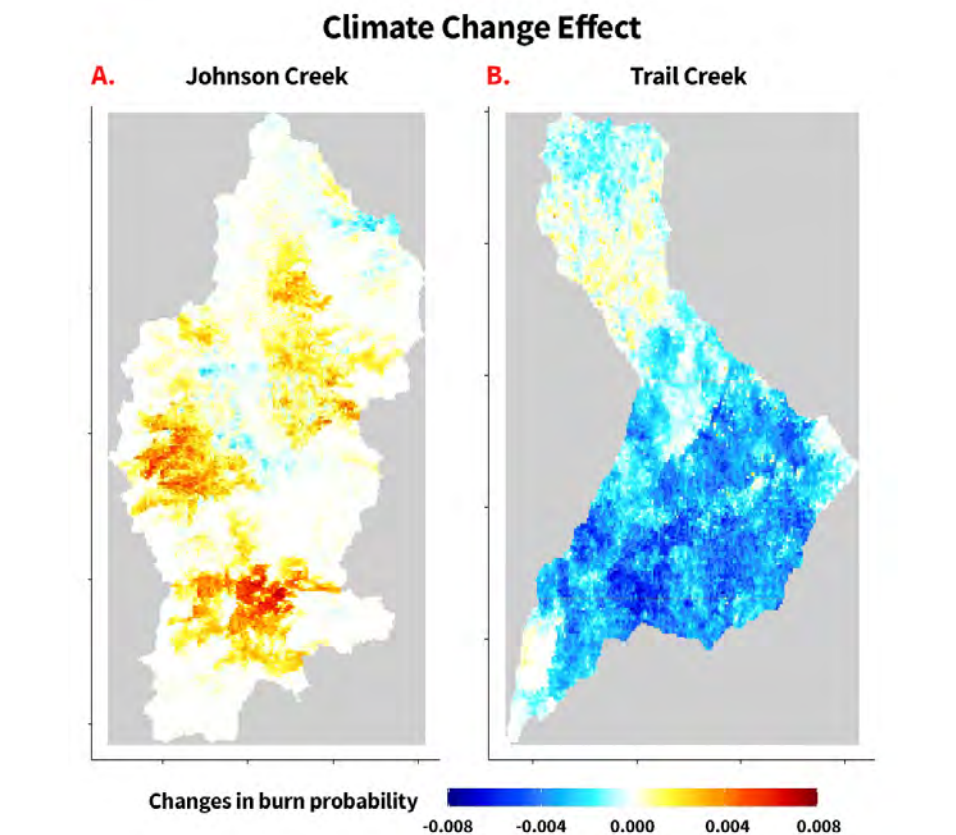 Climate Change Effect
A. Johnson Creek B. Trail Creek
Changes in burn probability
-0.008 -0.004 0.000 0.004 0.008